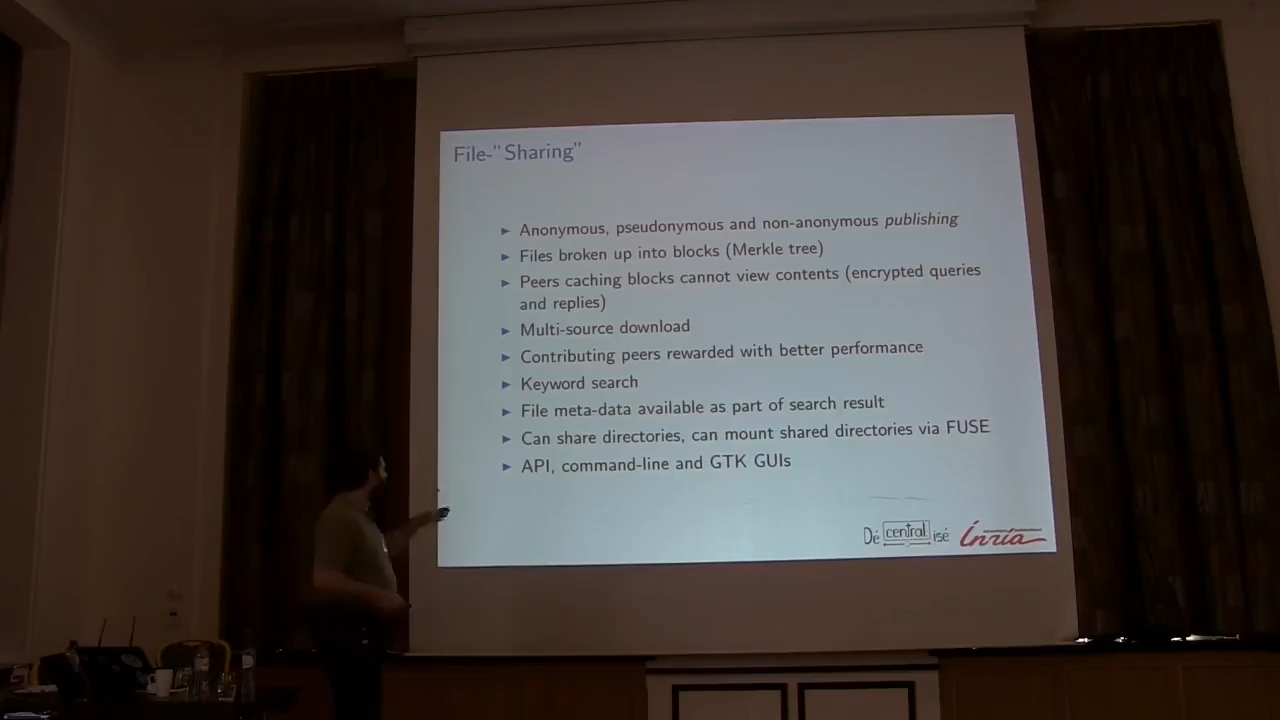 File-"Sharing"
► Anonymous, pseudonymous and non-anonymous publishing
► Files broken up into blocks (Merkle tree)
► Peers caching blocks cannot view contents (encrypted queries
and replies)
► Multi-source download
► Contributing peers rewarded with better performance
► Keyword search
► File meta-data available as part of search result
► Can share directories, can mount shared directories via FUSE
► API, command-line and GTK GUIs
Dé central isé Inria